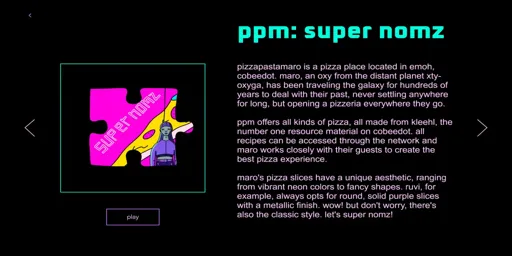 ppm: super nomz
pizzapastamaro is a pizza place located in emoh,
cobeedot. maro, an oxy from the distant planet xty-
oxyga, has been traveling the galaxy for hundreds of
years to deal with their past, never settling anywhere
for long, but opening a pizzeria everywhere they go.
ppm offers all kinds of pizza, all made from kleehl, the
number one resource material on cobeedot. all
recipes can be accessed through the network and
maro works closely with their guests to create the
best pizza experience.
maro's pizza slices have a unique aesthetic, ranging
from vibrant neon colors to fancy shapes. ruvi, for
example, always opts for round, solid purple slices
with a metallic finish. wow! but don't worry, there's
also the classic style. let's super nomz!
SUPER NOMZ
play